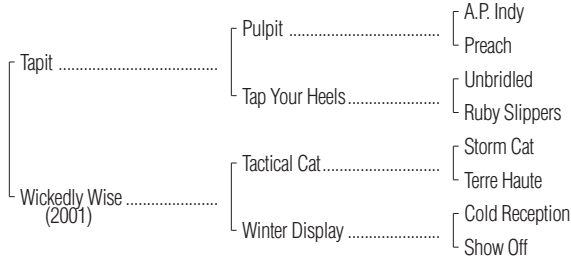 A.P. Indy
Pulpit ........................................
Preach
Tapit ..........................................
Unbridled
Tap Your Heels........................
Ruby Slippers
Storm Cat
Tactical Cat..............................
Terre Haute
Wickedly Wise ........................
(2001)
Cold Reception
Winter Display ........................
Show Off